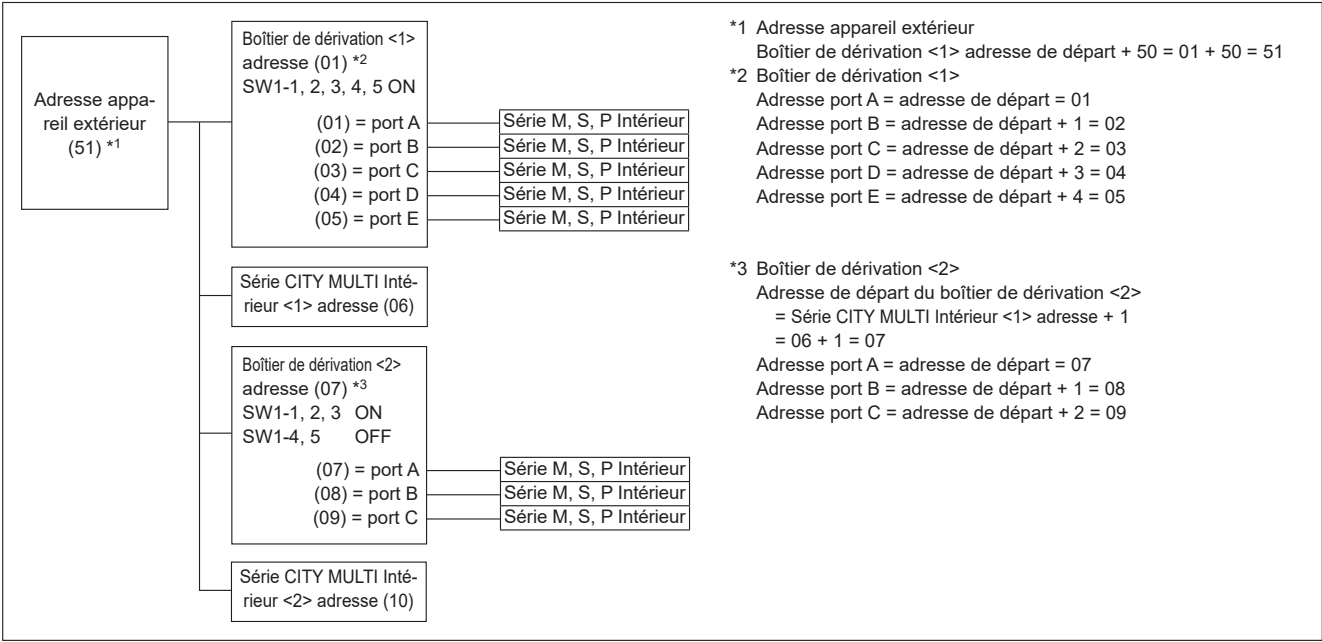 Adresse appa-
reil extérieur
(51) *1
Boîtier de dérivation <1>
adresse (01) *2
SW1-1, 2, 3, 4, 5 ON
(01) = port A
(02) = port B
(03) = port C
(04) = port D
(05) = port E
Série M, S, P Intérieur
Série M, S, P Intérieur
Série M, S, P Intérieur
Série M, S, P Intérieur
Série M, S, P Intérieur
Série CITY MULTI Inté-
rieur <1> adresse (06)
Boîtier de dérivation <2>
adresse (07) *3
SW1-1, 2, 3 ON
SW1-4, 5 OFF
(07) = port A
(08) = port B
(09) = port C
Série M, S, P Intérieur
Série M, S, P Intérieur
Série M, S, P Intérieur
Série CITY MULTI Inté-
rieur <2> adresse (10)
*1 Adresse appareil extérieur
Boîtier de dérivation <1> adresse de départ + 50 = 01 + 50 = 51
*2 Boîtier de dérivation <1>
Adresse port A = adresse de départ = 01
Adresse port B = adresse de départ + 1 = 02
Adresse port C = adresse de départ + 2 = 03
Adresse port D = adresse de départ + 3 = 04
Adresse port E = adresse de départ + 4 = 05
*3 Boîtier de dérivation <2>
Adresse de départ du boîtier de dérivation <2>
= Série CITY MULTI Intérieur <1> adresse + 1
= 06 + 1 = 07
Adresse port A = adresse de départ = 07
Adresse port B = adresse de départ + 1 = 08
Adresse port C = adresse de départ + 2 = 09